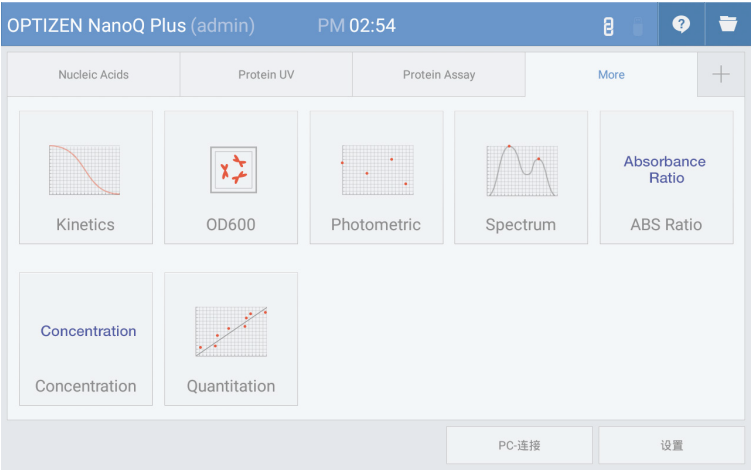 OPTIZEN NanoQ Plus (admin) PM 02:54
Nucleic Acids Protein UV Protein Assay More
Absorbance
Ratio
Kinetics OD600 Photometric Spectrum ABS Ratio
Concentration
Concentration Quantitation
PC-连接 设置